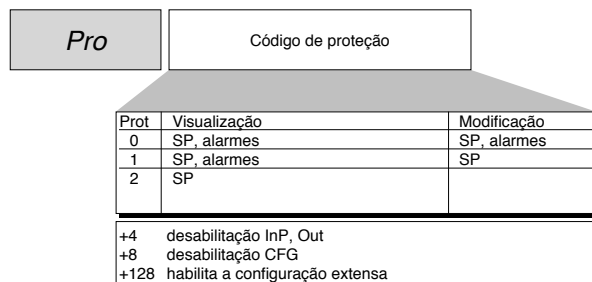 Pro
Código de proteção
Prot Visualização Modificação
0 SP, alarmes SP, alarmes
1 SP, alarmes SP
2 SP
+4 desabilitação InP, Out
+8 desabilitação CFG
+128 habilita a configuração extensa